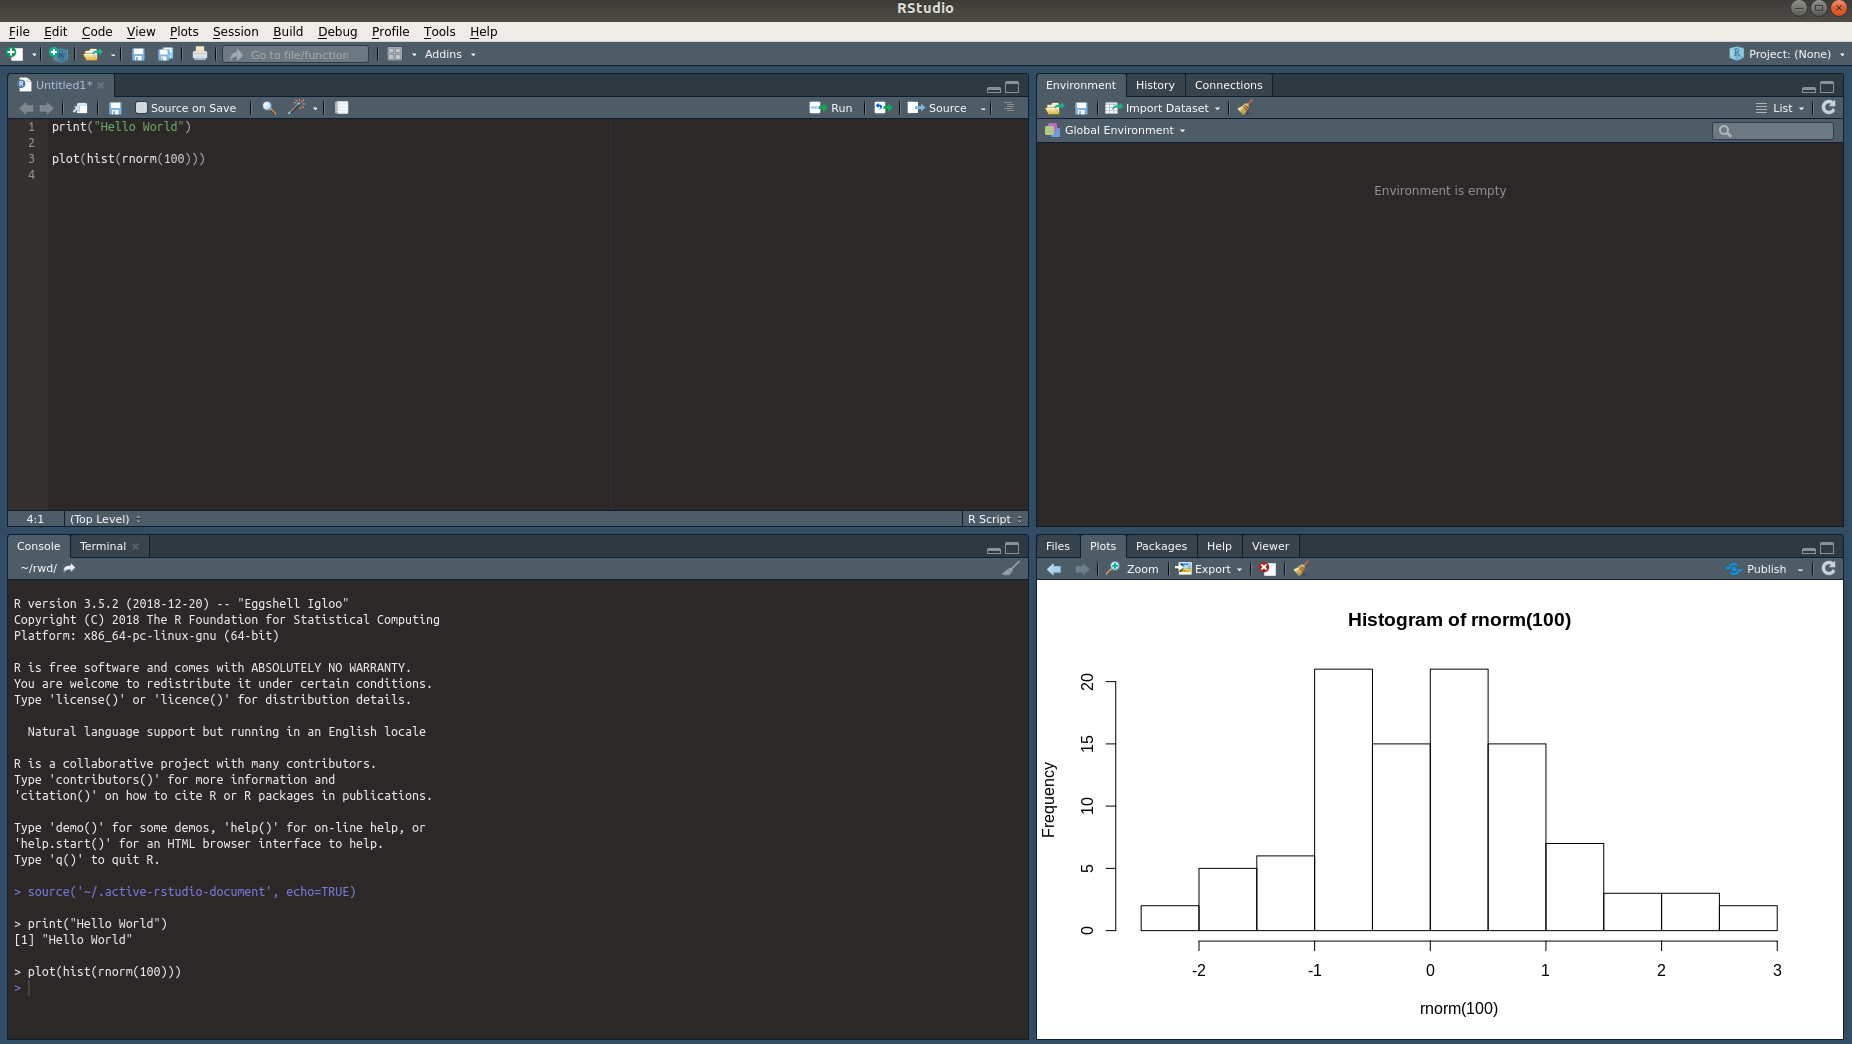 RStudio
File Edit Code View Plots Session Build Debug Profile Tools Help
Go to file/function Addins Project: (None)
Untitled1*
Source on Save Run Source
1 print("Hello World")
2
3 plot(hist(rnorm(100)))
4
4:1 (Top Level) R Script
Environment History Connections
Import Dataset List
Global Environment
Environment is empty
Console Terminal
~/rwd/
R version 3.5.2 (2018-12-20) -- "Eggshell Igloo"
Copyright (C) 2018 The R Foundation for Statistical Computing
Platform: x86_64-pc-linux-gnu (64-bit)
R is free software and comes with ABSOLUTELY NO WARRANTY.
You are welcome to redistribute it under certain conditions.
Type 'license()' or 'licence()' for distribution details.
Natural language support but running in an English locale
R is a collaborative project with many contributors.
Type 'contributors()' for more information and
'citation()' on how to cite R or R packages in publications.
Type 'demo()' for some demos, 'help()' for on-line help, or
'help.start()' for an HTML browser interface to help.
Type 'q()' to quit R.
> source('~/.active-rstudio-document', echo=TRUE)
> print("Hello World")
[1] "Hello World"
> plot(hist(rnorm(100)))
>
Files Plots Packages Help Viewer
Zoom Export Publish
Histogram of rnorm(100)
Frequency
20
15
10
5
0
-2 -1 0 1 2 3
rnorm(100)